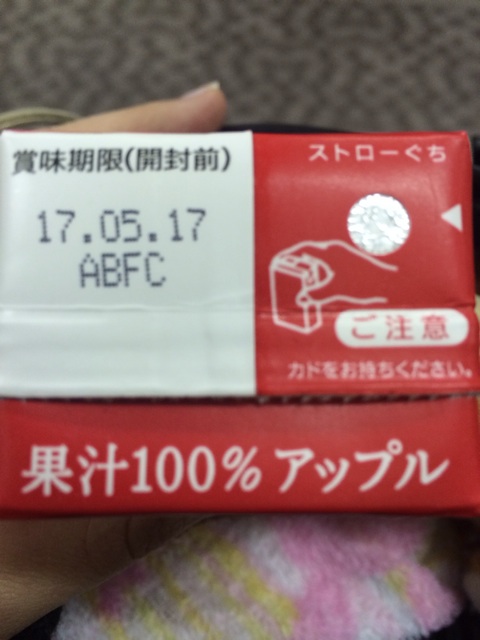 賞味期限(開封前)
17.05.17
ABFC
ストローぐち
ご注意
カドをお持ちください。
果汁100%アップル